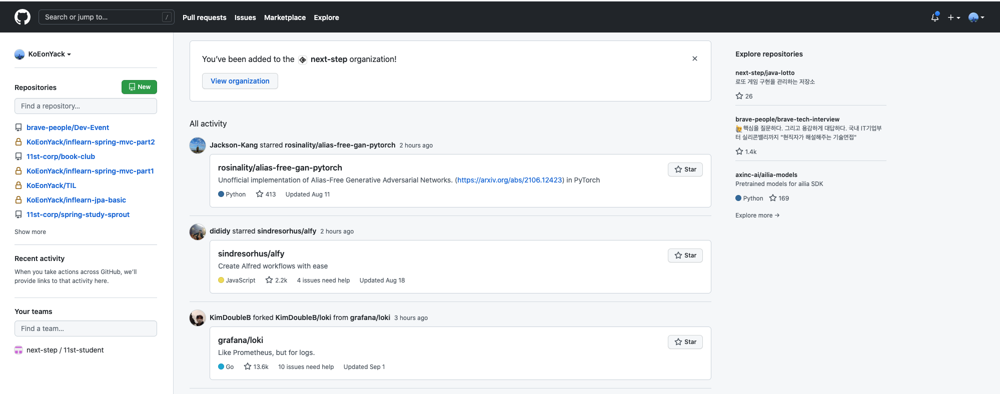 Search or jump to...
/
Pull requests
Issues
Marketplace
Explore
KoEonYack
Repositories
New
Find a repository...
brave-people/Dev-Event
KoEonYack/inflearn-spring-mvc-part2
11st-corp/book-club
KoEonYack/inflearn-spring-mvc-part1
KoEonYack/TIL
KoEonYack/inflearn-jpa-basic
11st-corp/spring-study-sprout
Show more
Recent activity
When you take actions across GitHub, we'll
provide links to that activity here.
Your teams
Find a team...
next-step / 11st-student
You've been added to the next-step organization!
View organization
All activity
Jackson-Kang starred rosinality/alias-free-gan-pytorch 2 hours ago
rosinality/alias-free-gan-pytorch
Star
Unofficial implementation of Alias-Free Generative Adversarial Networks. (https://arxiv.org/abs/2106.12423) in PyTorch
Python 413 Updated Aug 11
dididy starred sindresorhus/alfy 2 hours ago
sindresorhus/alfy
Star
Create Alfred workflows with ease
JavaScript 2.2k 4 issues need help Updated Aug 18
KimDoubleB forked KimDoubleB/loki from grafana/loki 3 hours ago
grafana/loki
Star
Like Prometheus, but for logs.
Go 13.6k 10 issues need help Updated Sep 1
Explore repositories
next-step/java-lotto
로또 게임 구현을 관리하는 저장소
26
brave-people/brave-tech-interview
🙋핵심을 질문하다. 그리고 용감하게 대답하다. 국내 IT기업부
터 실리콘밸리까지 "현직자가 해설해주는 기술면접"
1.4k
axinc-ai/ailia-models
Pretrained models for ailia SDK
Python 169
Explore more →